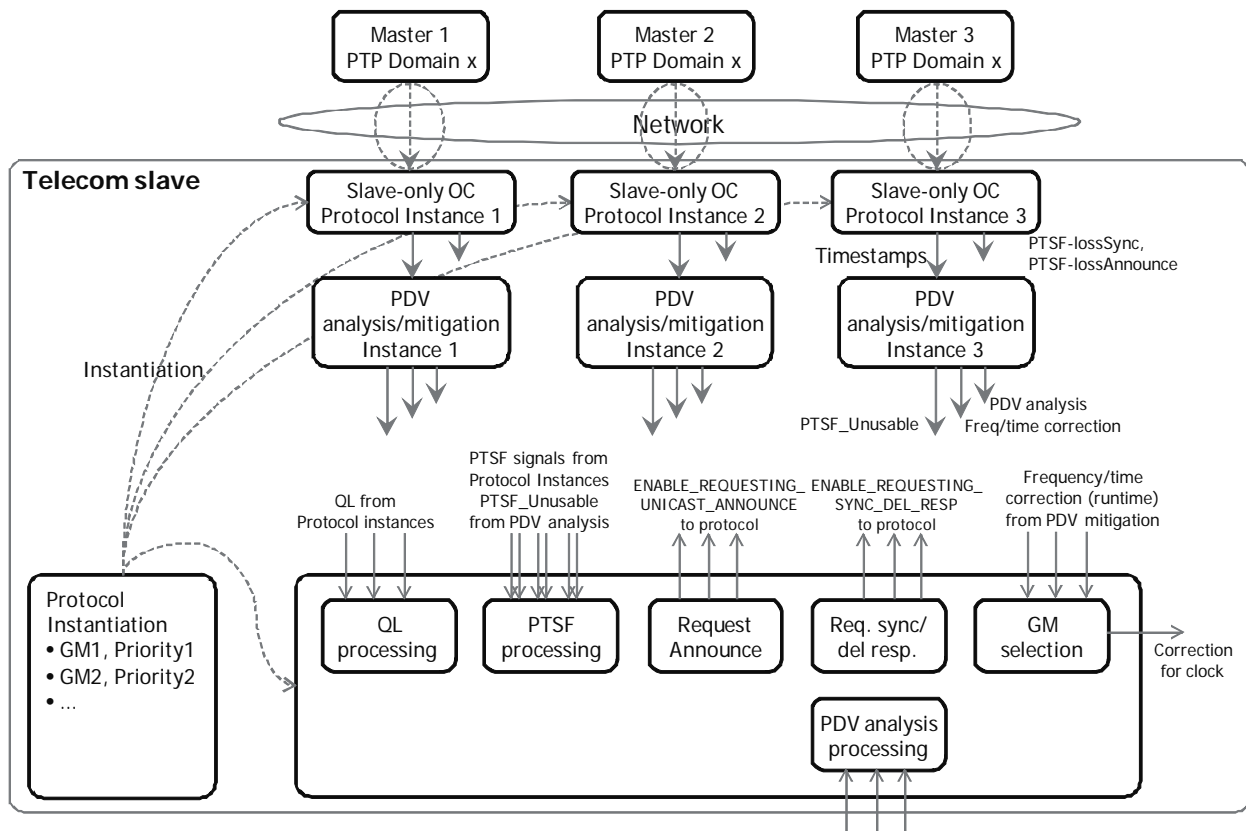 Master 1
PTP Domain x
Master 2
PTP Domain x
Master 3
PTP Domain x
Network
Telecom slave
Slave-only OC
Protocol Instance 1
Slave-only OC
Protocol Instance 2
Slave-only OC
Protocol Instance 3
Timestamps
PTSF-lossSync,
PTSF-lossAnnounce
PDV
analysis/mitigation
Instance 1
PDV
analysis/mitigation
Instance 2
PDV
analysis/mitigation
Instance 3
Instantiation
PTSF_Unusable
PDV analysis
Freq/time correction
QL from
Protocol instances
PTSF signals from
Protocol Instances
PTSF_Unusable
from PDV analysis
ENABLE_REQUESTING_
UNICAST_ANNOUNCE
to protocol
ENABLE_REQUESTING_
SYNC_DEL_RESP
to protocol
Frequency/time
correction (runtime)
from PDV mitigation
Protocol
Instantiation
• GM1, Priority1
• GM2, Priority2
• ...
QL
processing
PTSF
processing
Request
Announce
Req. sync/
del resp.
GM
selection
Correction
for clock
PDV analysis
processing